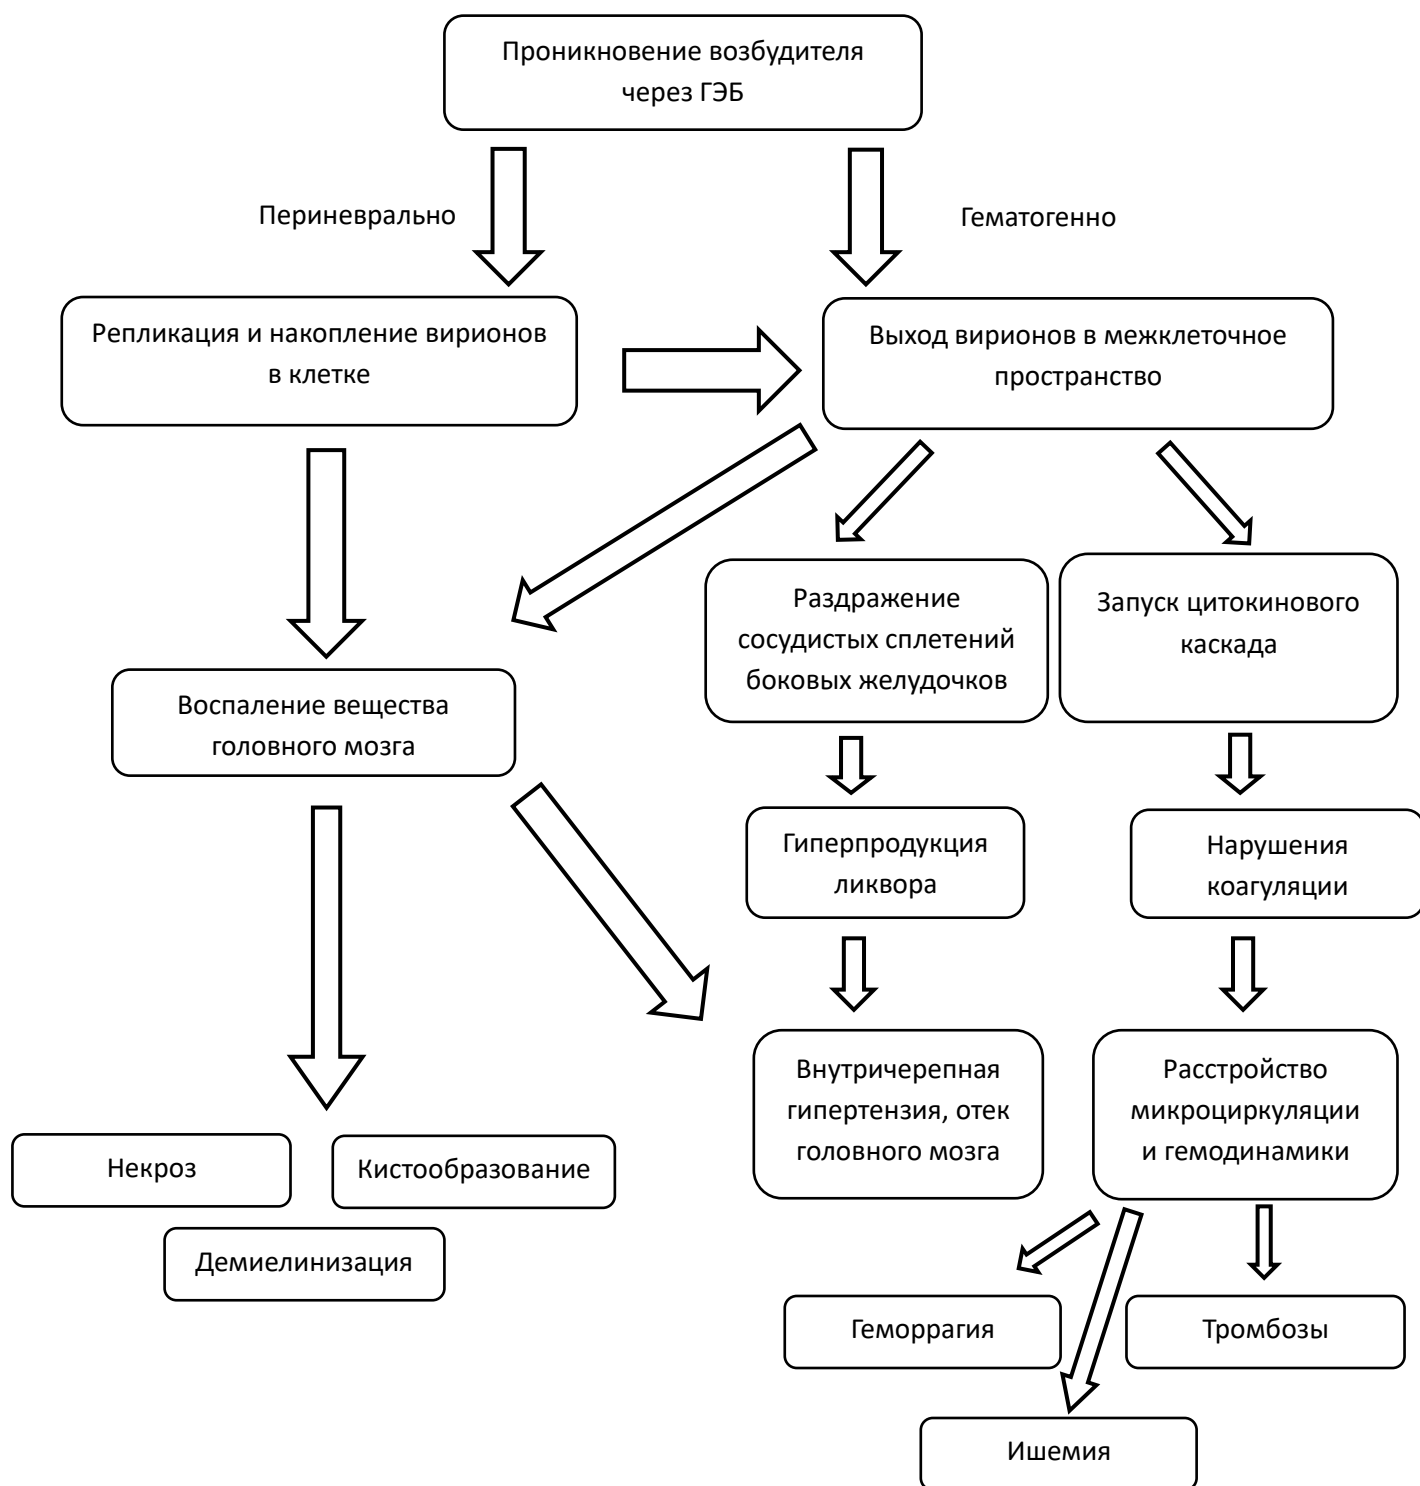 Проникновение возбудителя
через ГЭБ
Периневрально
Гематогенно
Репликация и накопление вирионов
в клетке
Выход вирионов в межклеточное
пространство
Раздражение
сосудистых сплетений
боковых желудочков
Запуск цитокинового
каскада
Воспаление вещества
головного мозга
Гиперпродукция
ликвора
Нарушения
коагуляции
Внутричерепная
гипертензия, отек
головного мозга
Расстройство
микроциркуляции
и гемодинамики
Некроз
Кистообразование
Демиелинизация
Геморрагия
Тромбозы
Ишемия